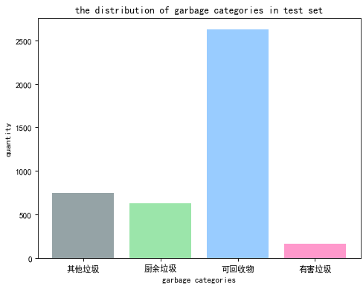 the distribution of garbage categories in test set
quantity
2500
2000
1500
1000
500
0
其他垃圾 厨余垃圾 可回收物 有害垃圾
garbage categories